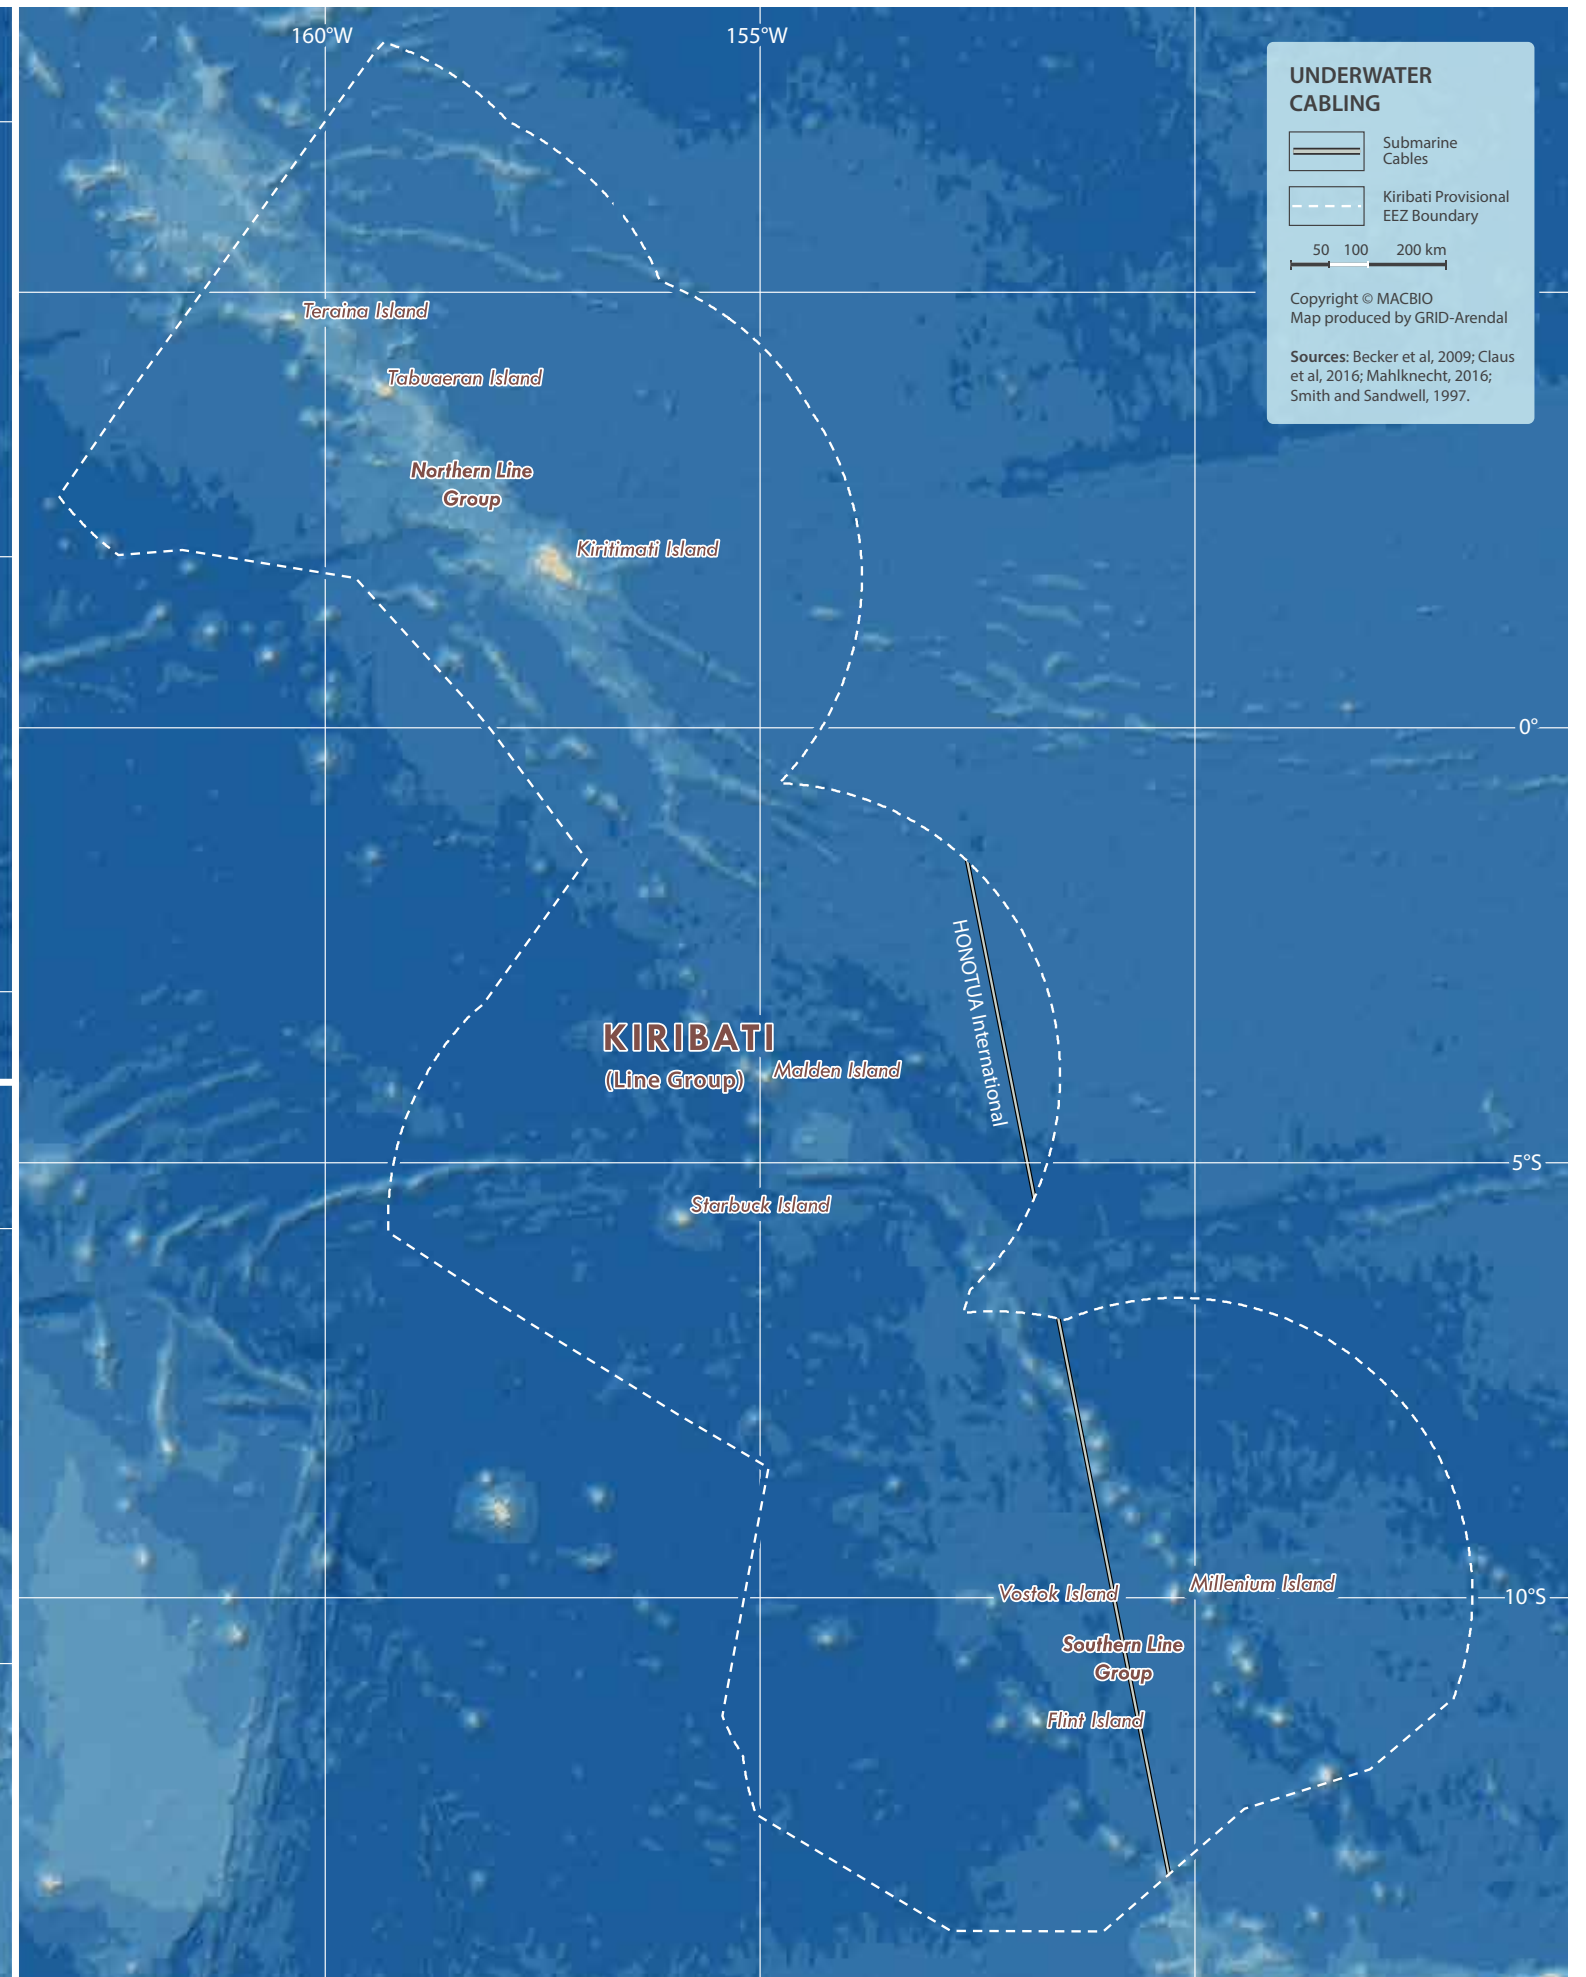 160°W
155°W
UNDERWATER
CABLING
Submarine
Cables
Kiribati Provisional
EEZ Boundary
50 100 200 km
Copyright © MACBIO
Map produced by GRID-Arendal
Sources: Becker et al, 2009; Claus
et al, 2016; Mahlknecht, 2016;
Smith and Sandwell, 1997.
Teraina Island
Tabuaeran Island
Northern Line
Group
Kiritimati Island
0°
HONOTUA International
KIRIBATI
(Line Group)
Malden Island
5°S
Starbuck Island
Vostok Island
Millenium Island
10°S
Southern Line
Group
Flint Island